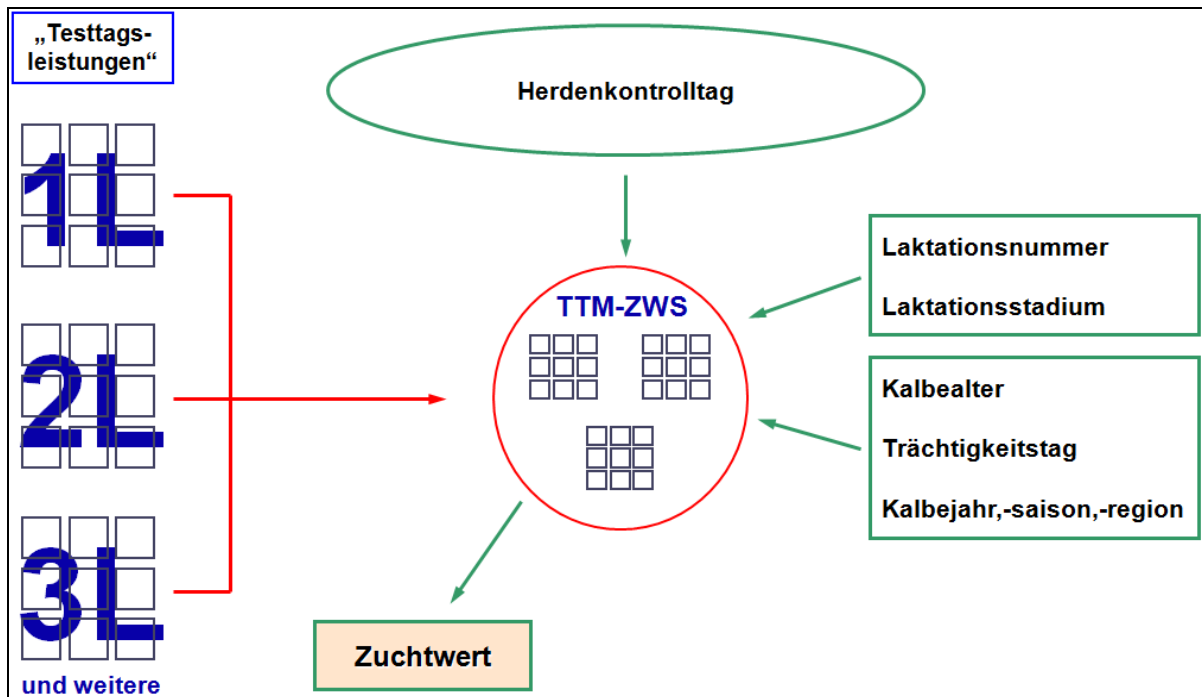 „Testtags-
leistungen“
1L
2L
3L
und weitere
Herdenkontrolltag
TTM-ZWS
Laktationsnummer
Laktationsstadium
Kalbealter
Trächtigkeitstag
Kalbejahr,-saison,-region
Zuchtwert